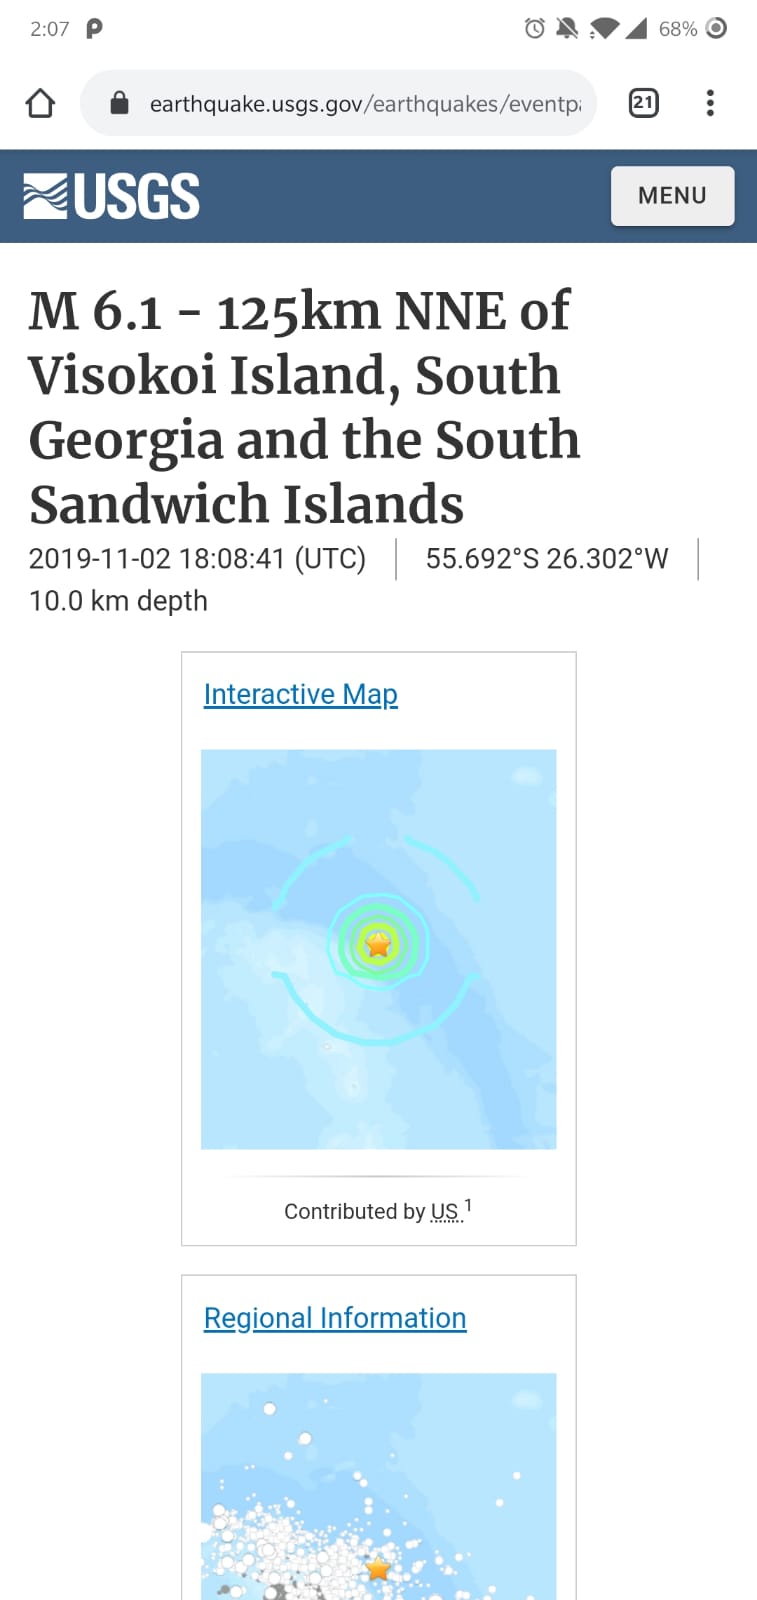 2:07
68%
earthquake.usgs.gov/earthquakes/eventpa
21
USGS
MENU
M 6.1 - 125km NNE of
Visokoi Island, South
Georgia and the South
Sandwich Islands
2019-11-02 18:08:41 (UTC) 55.692°S 26.302°W
10.0 km depth
Interactive Map
Contributed by US 1
Regional Information